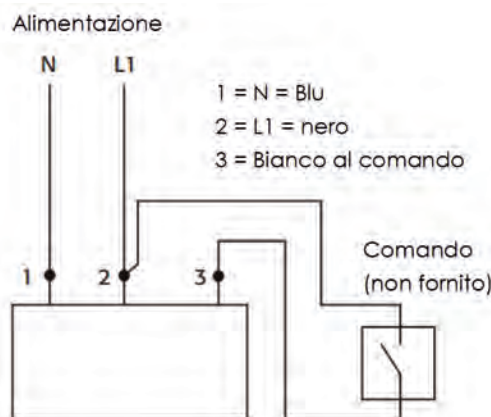 Alimentazione
N L1
1 = N = Blu
2 = L1 = nero
3 = Bianco al comando
1 2 3
Comando
(non fornito)